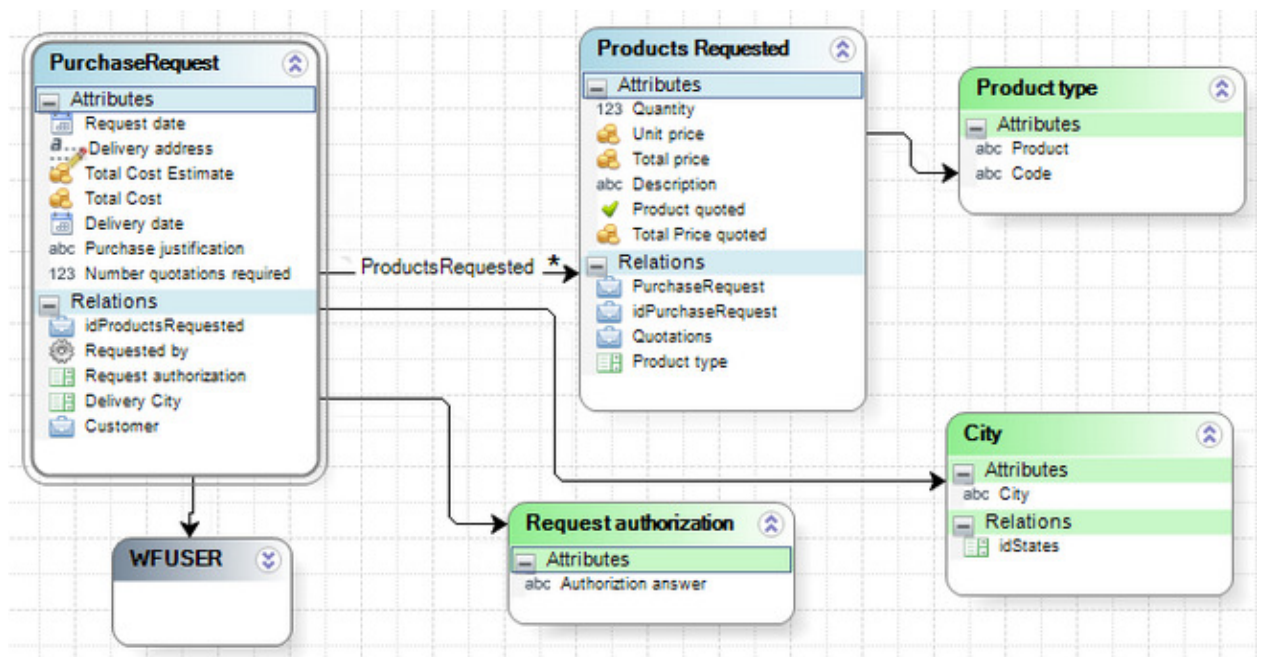 PurchaseRequest
Attributes
Request date
a
Delivery address
Total Cost Estimate
Total Cost
Delivery date
abc Purchase justification
123 Number quotations required
Relations
idProductsRequested
Requested by
Request authorization
Delivery City
Customer
ProductsRequested *
Products Requested
Attributes
123 Quantity
Unit price
Total price
abc Description
Product quoted
Total Price quoted
Relations
PurchaseRequest
idPurchaseRequest
Quotations
Product type
Product type
Attributes
abc Product
abc Code
City
Attributes
abc City
Relations
idStates
Request authorization
Attributes
abc Authoriztion answer
WFUSER